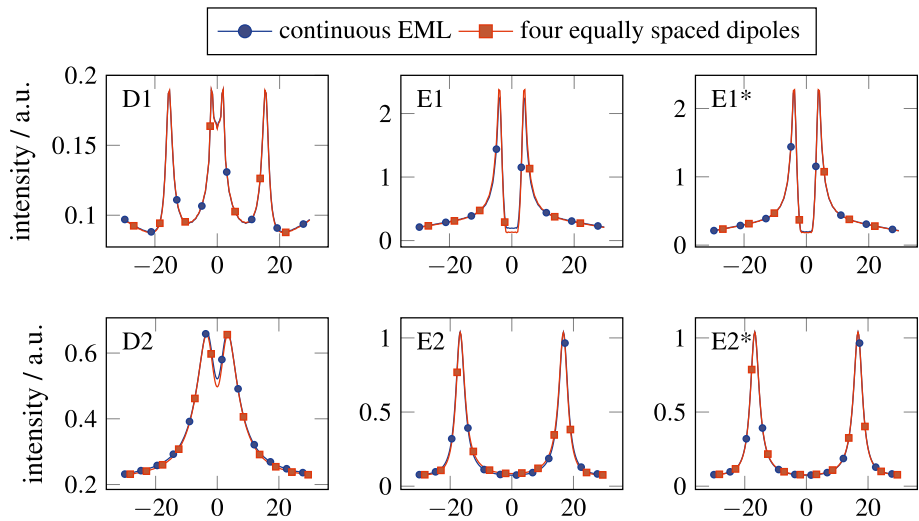 continuous EML four equally spaced dipoles
D1 E1 E1*
intensity / a.u.
0.2
0.15
0.1
−20 0 20
2
1
0
−20 0 20
2
1
0
−20 0 20
D2 E2 E2*
intensity / a.u.
0.6
0.4
0.2
−20 0 20
1
0.5
0
−20 0 20
1
0.5
0
−20 0 20